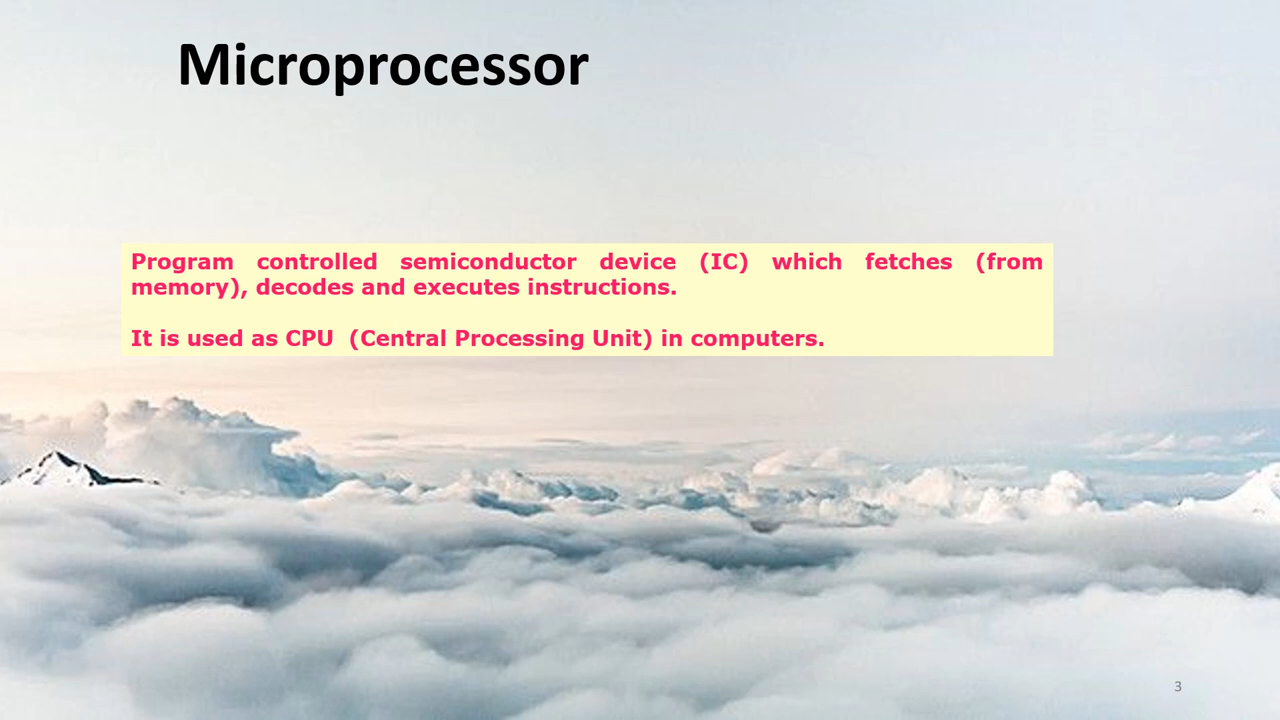 Microprocessor
Program controlled semiconductor device (IC) which fetches (from
memory), decodes and executes instructions.
It is used as CPU  (Central Processing Unit) in computers.
3